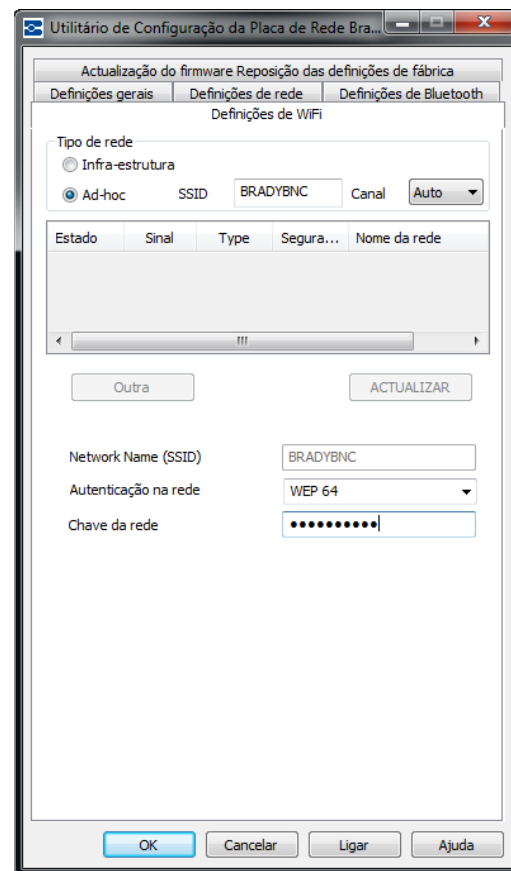 Utilitário de Configuração da Placa de Rede Bra...
Actualização do firmware Reposição das definições de fábrica
Definições gerais Definições de rede Definições de Bluetooth
Definições de WiFi
Tipo de rede
Infra-estrutura
Ad-hoc SSID BRADYBNC Canal Auto
Estado Sinal Type Segura... Nome da rede
Outra ACTUALIZAR
Network Name (SSID) BRADYBNC
Autenticação na rede WEP 64
Chave da rede ••••••••••
OK Cancelar Ligar Ajuda